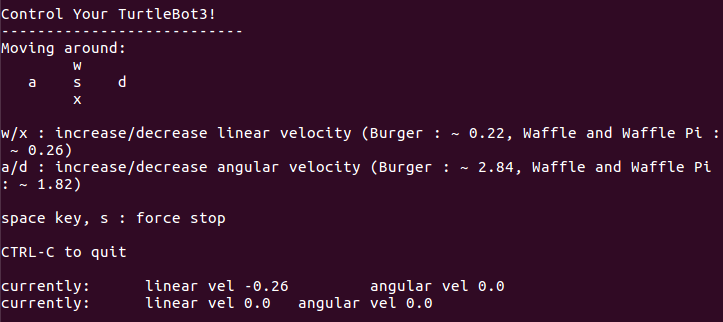 Control Your TurtleBot3!
---------------------------
Moving around:
        w
   a    s    d
        x

w/x : increase/decrease linear velocity (Burger : ~ 0.22, Waffle and Waffle Pi :
 ~ 0.26)
a/d : increase/decrease angular velocity (Burger : ~ 2.84, Waffle and Waffle Pi
: ~ 1.82)

space key, s : force stop

CTRL-C to quit

currently:      linear vel -0.26         angular vel 0.0
currently:      linear vel 0.0   angular vel 0.0